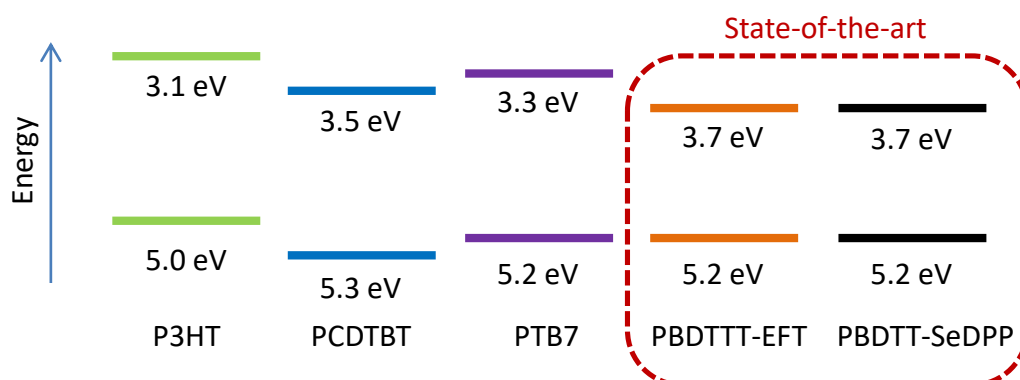 State-of-the-art
Energy
3.1 eV
3.5 eV
3.3 eV
3.7 eV
3.7 eV
5.0 eV
5.3 eV
5.2 eV
5.2 eV
5.2 eV
P3HT
PCDTBT
PTB7
PBDTTT-EFT
PBDTT-SeDPP